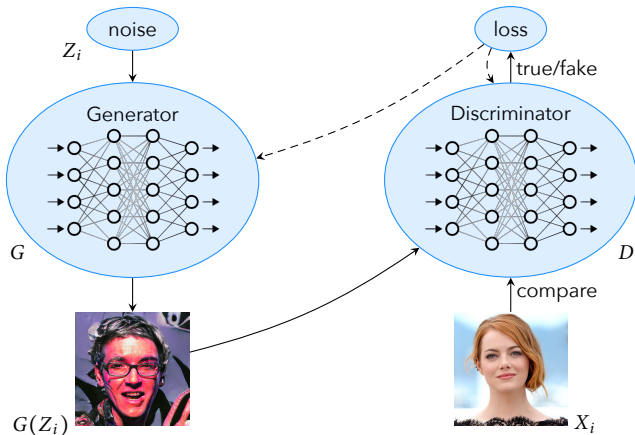 noise
loss
Z_i
true/fake
Generator
Discriminator
G
D
compare
G(Z_i)
X_i